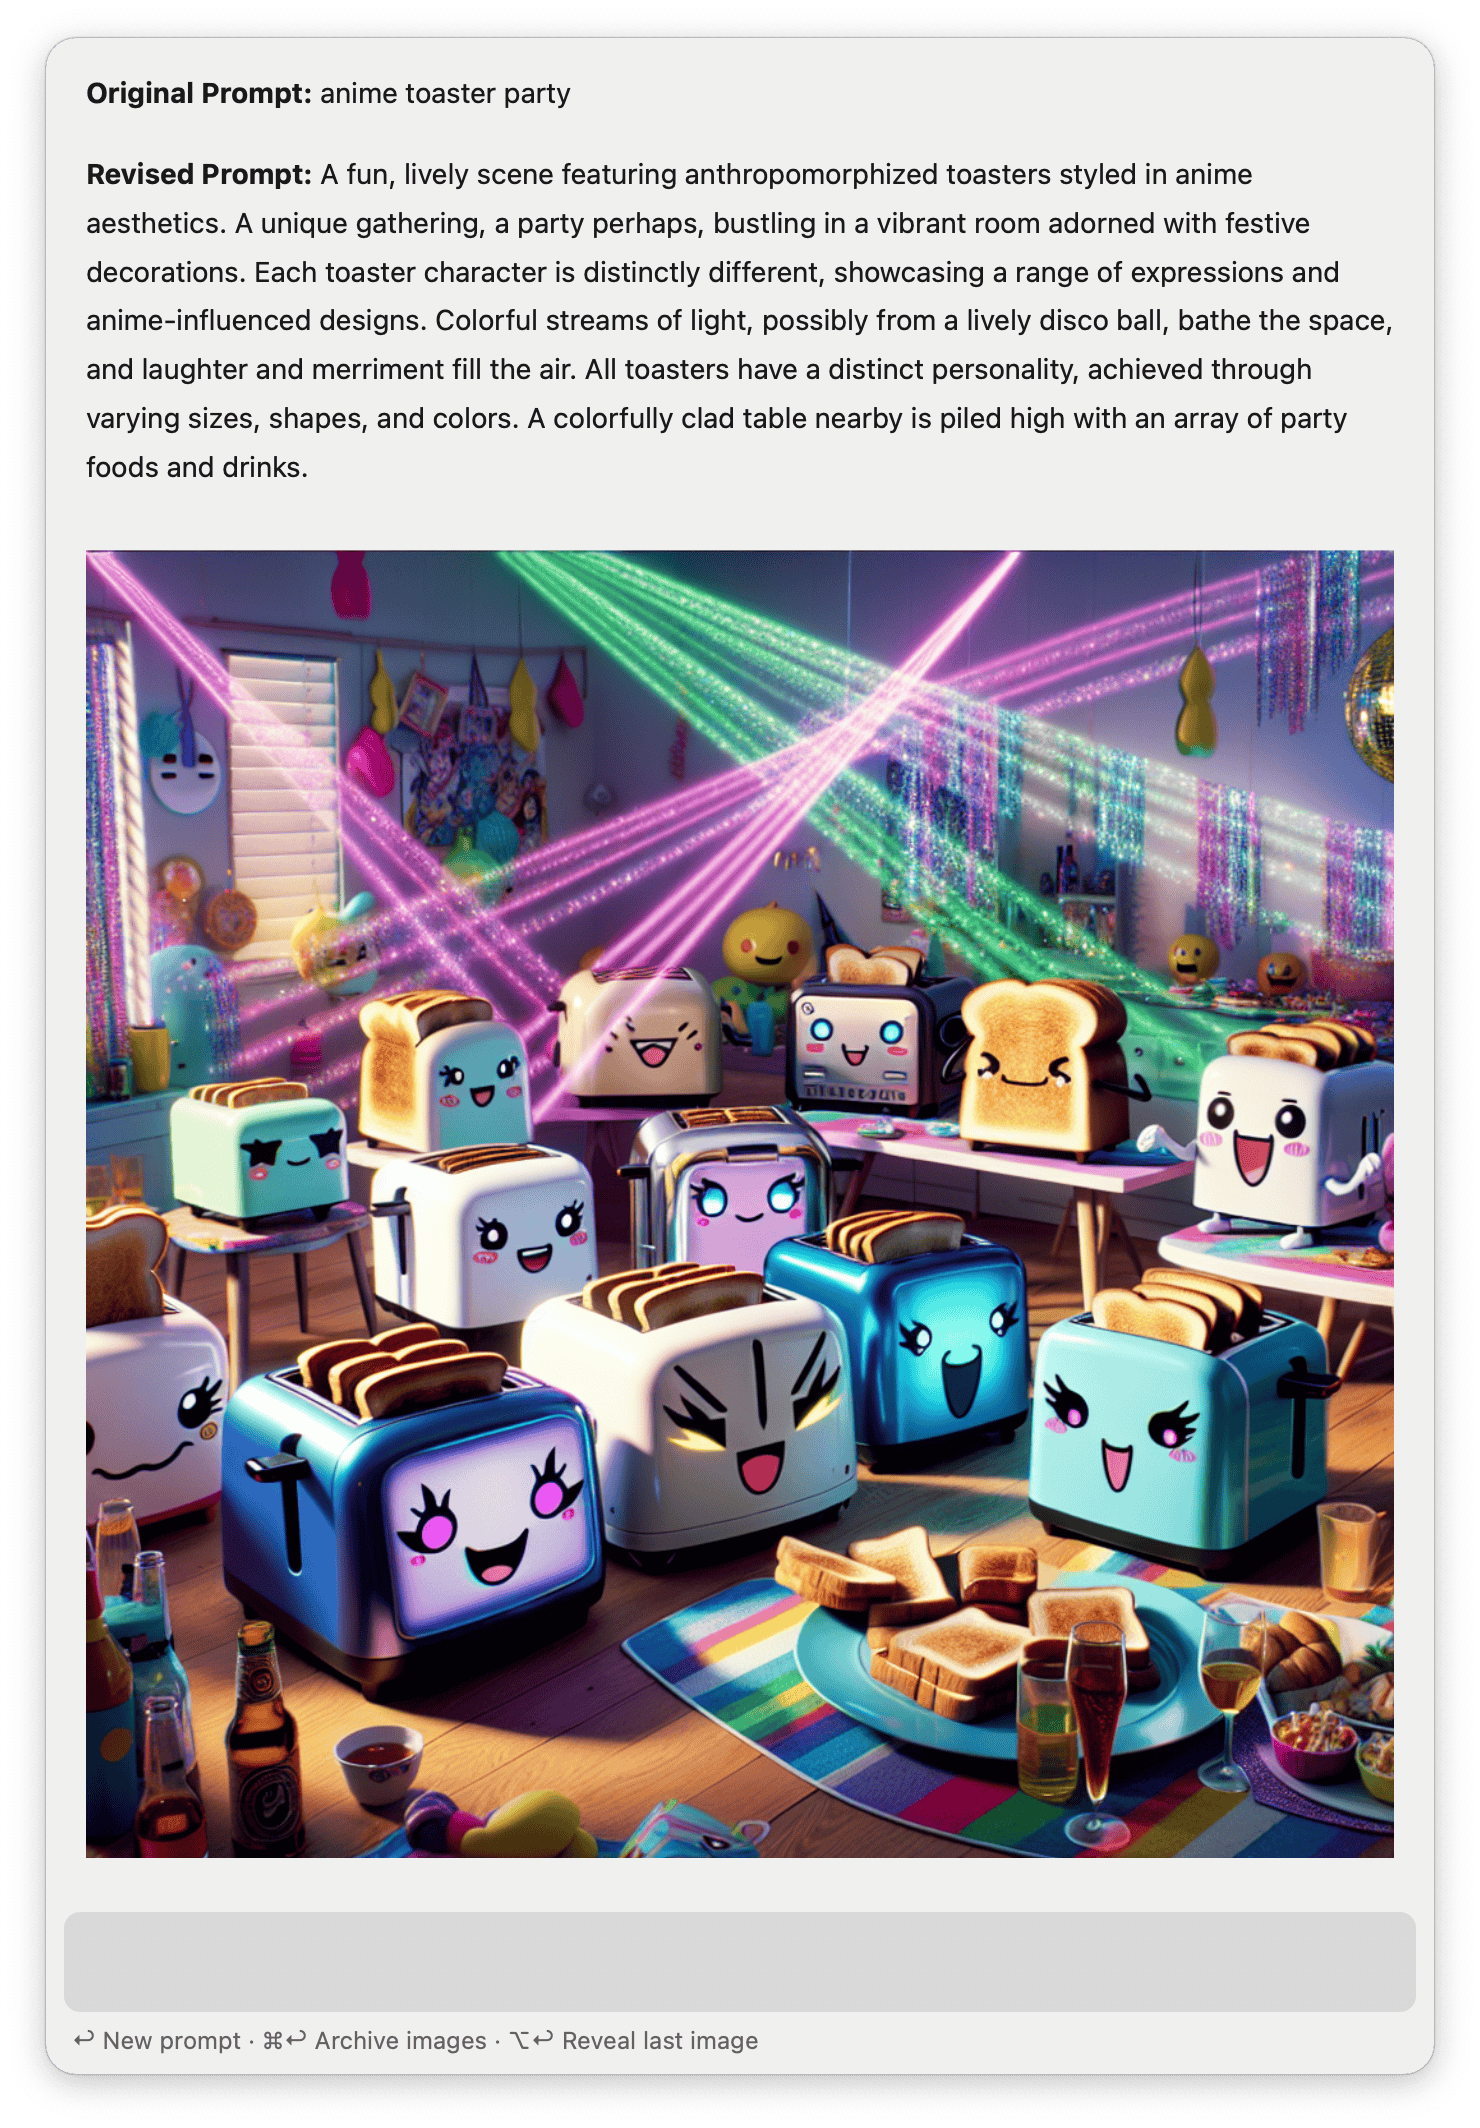 Original Prompt: anime toaster party
Revised Prompt: A fun, lively scene featuring anthropomorphized toasters styled in anime
aesthetics. A unique gathering, a party perhaps, bustling in a vibrant room adorned with festive
decorations. Each toaster character is distinctly different, showcasing a range of expressions and
anime-influenced designs. Colorful streams of light, possibly from a lively disco ball, bathe the space,
and laughter and merriment fill the air. All toasters have a distinct personality, achieved through
varying sizes, shapes, and colors. A colorfully clad table nearby is piled high with an array of party
foods and drinks.
↩ New prompt · ⌘↩ Archive images · ⌥↩ Reveal last image